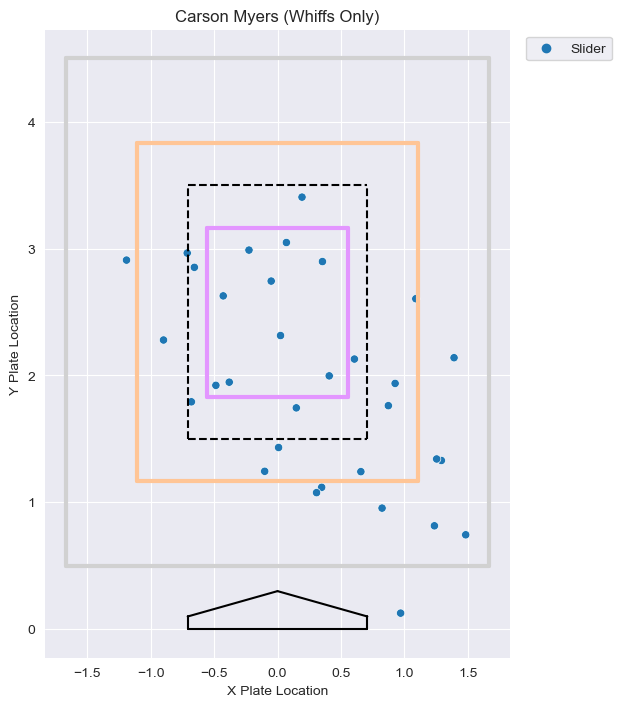 Carson Myers (Whiffs Only)
Slider
Y Plate Location
4
3
2
1
0
−1.5 −1.0 −0.5 0.0 0.5 1.0 1.5
X Plate Location